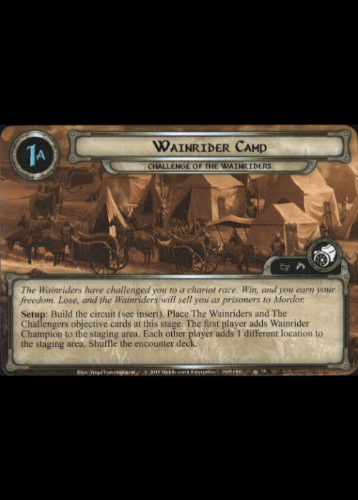 1A
WAINRIDER CAMP
CHALLENGE OF THE WAINRIDERS
The Wainriders have challenged you to a chariot race. Win, and you earn your
freedom. Lose, and the Wainriders will sell you as prisoners to Mordor.
Setup: Build the circuit (see insert). Place The Wainriders and The
Challengers objective cards at this stage. The first player adds Wainrider
Champion to the staging area. Each other player adds 1 different location to
the staging area. Shuffle the encounter deck.